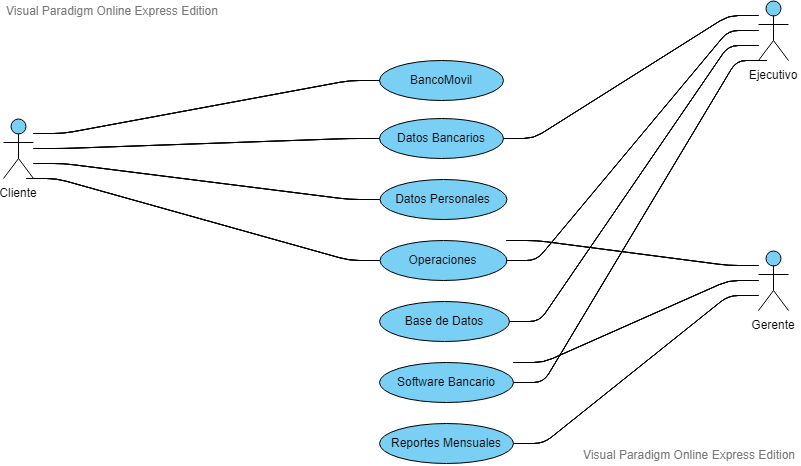 Visual Paradigm Online Express Edition
Ejecutivo
BancoMovil
Datos Bancarios
Cliente
Datos Personales
Operaciones
Base de Datos
Gerente
Software Bancario
Reportes Mensuales
Visual Paradigm Online Express Edition